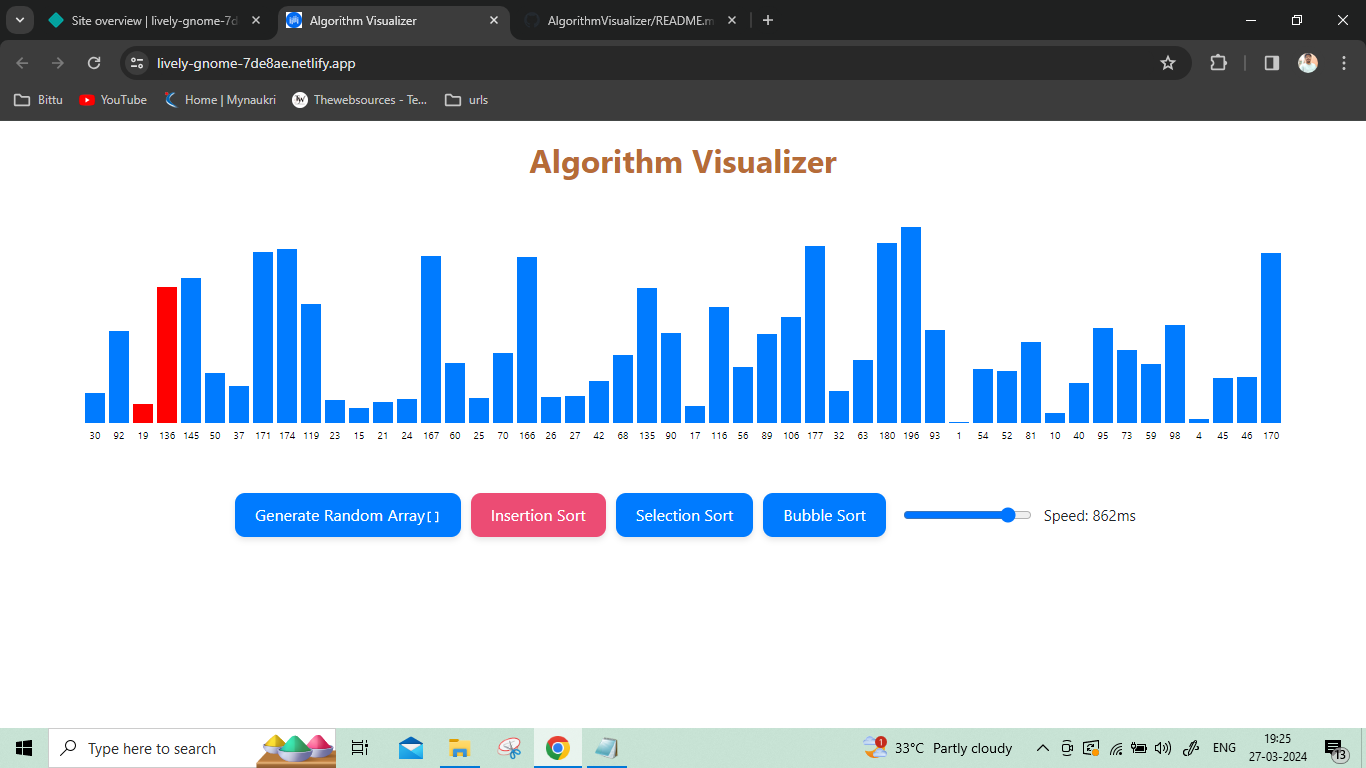 Site overview | lively-gnome-7d
Algorithm Visualizer
AlgorithmVisualizer/README.m
lively-gnome-7de8ae.netlify.app
Bittu YouTube Home | Mynaukri Thewebsources - Te... urls
Algorithm Visualizer
30 92 19 136 145 50 37 171 174 119 23 15 21 24 167 60 25 70 166 26 27 42 68 135 90 17 116 56 89 106 177 32 63 180 196 93 1 54 52 81 10 40 95 73 59 98 4 45 46 170
Generate Random Array[] Insertion Sort Selection Sort Bubble Sort Speed: 862ms
Type here to search 1 33°C Partly cloudy ENG 19:25
27-03-2024 13